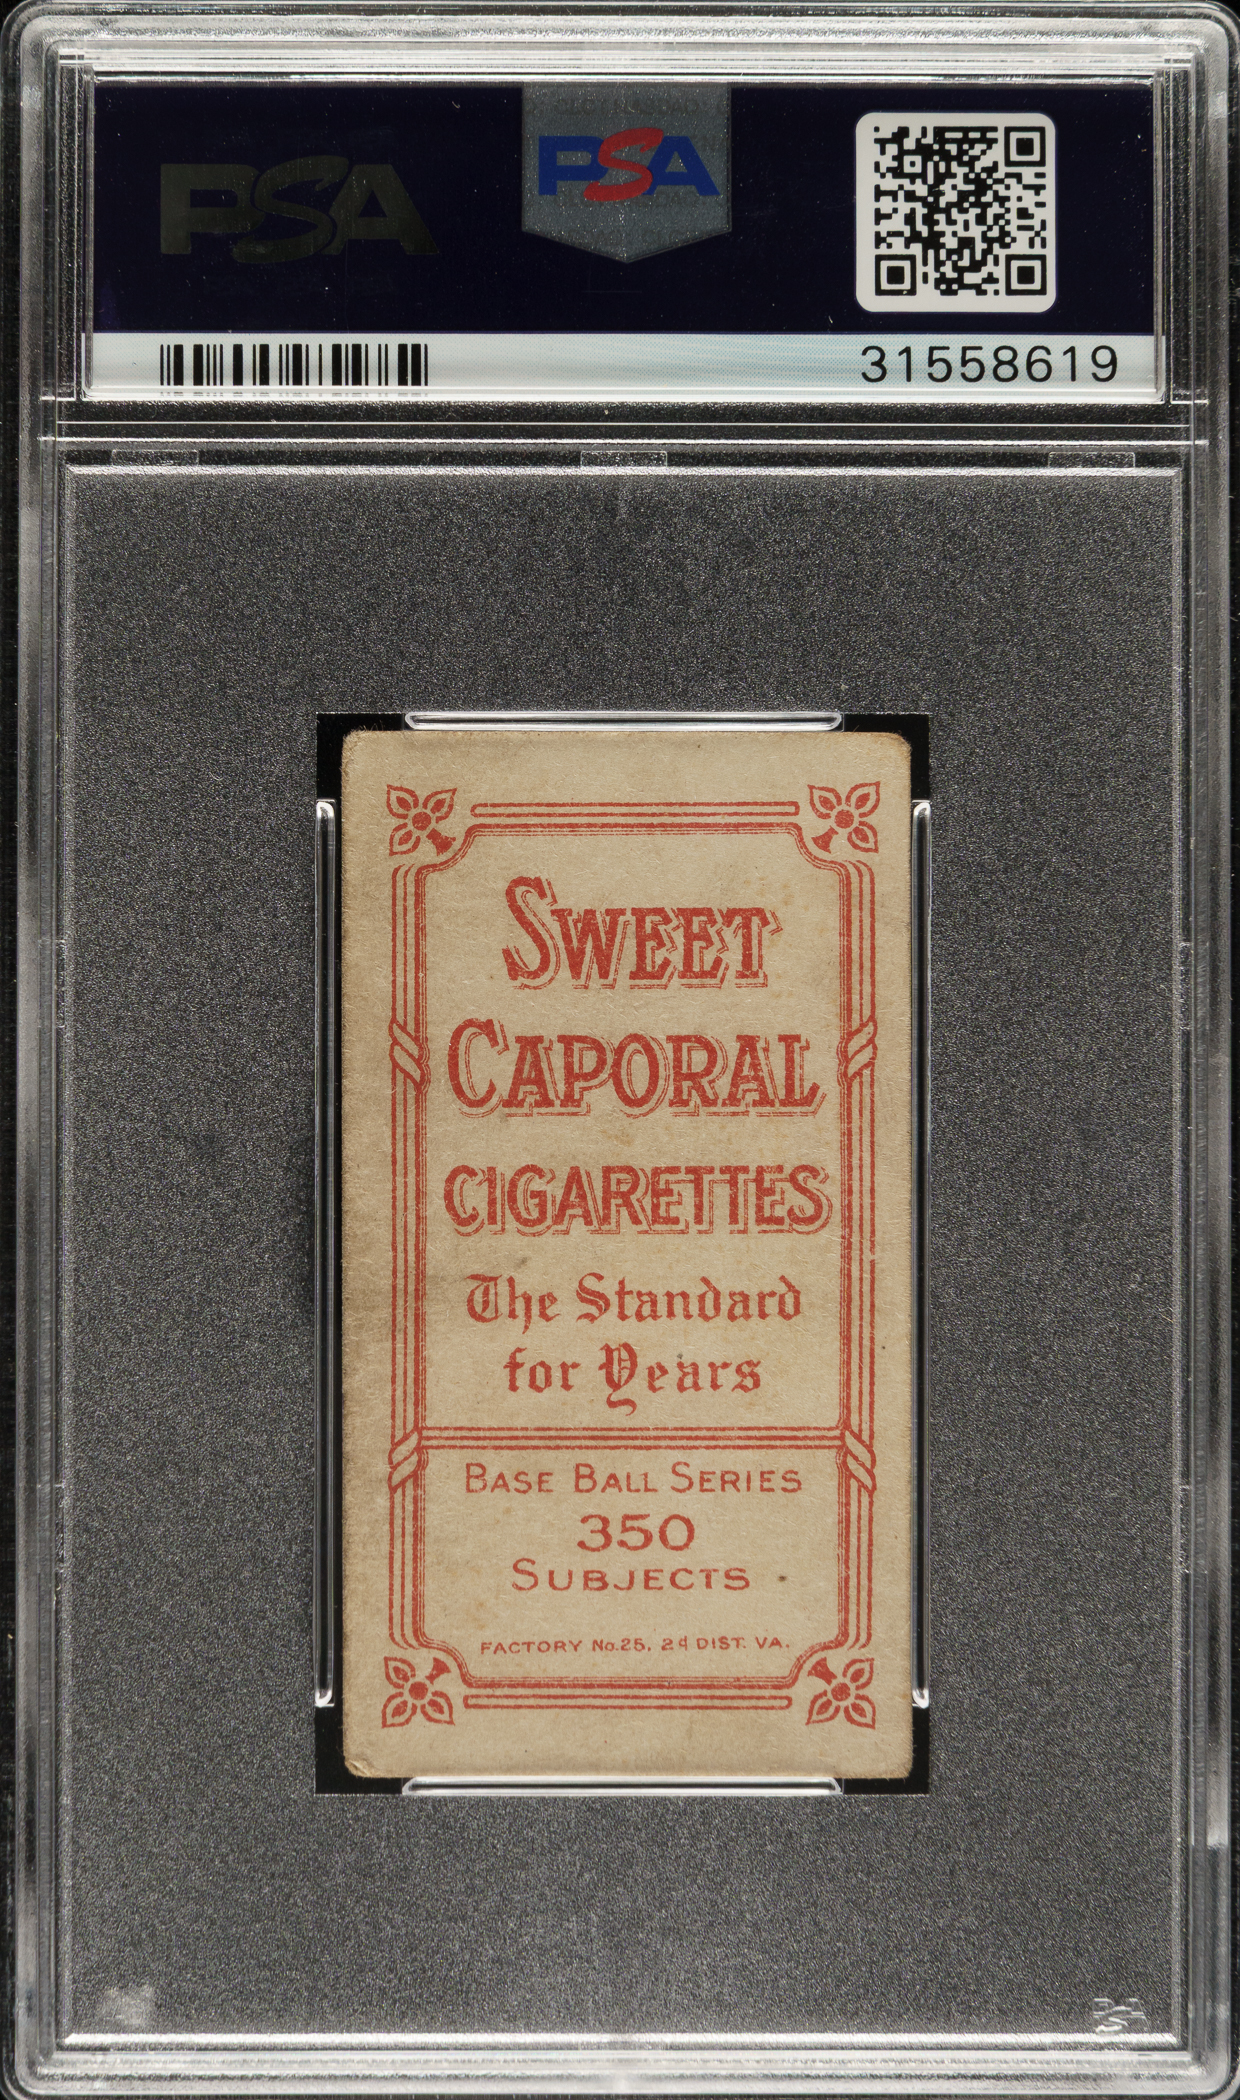 PSA
PSA
31558619
SWEET
CAPORAL
CIGARETTES
The Standard
for Years
BASE BALL SERIES
350
SUBJECTS
FACTORY No. 25, 2d DIST. VA.
PSA